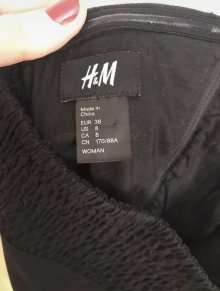 H&M
Made in
China
EUR 38
US 8
CA 8
CN 170/88A
WOMAN